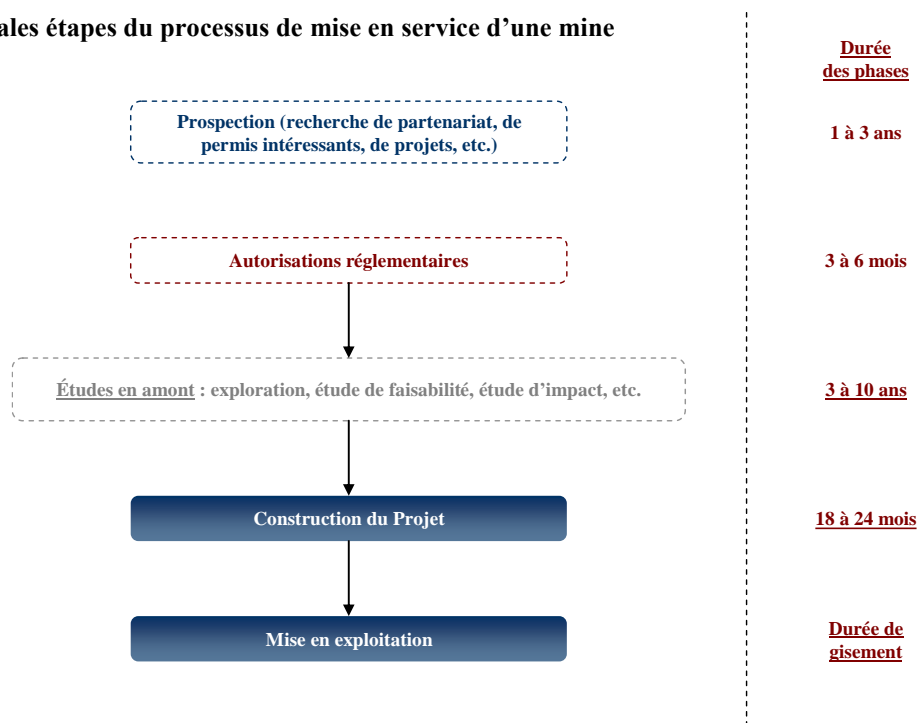 ales étapes du processus de mise en service d’une mine
Durée
des phases
Prospection (recherche de partenariat, de
permis intéressants, de projets, etc.)
1 à 3 ans
Autorisations réglementaires
3 à 6 mois
Études en amont : exploration, étude de faisabilité, étude d’impact, etc.
3 à 10 ans
Construction du Projet
18 à 24 mois
Mise en exploitation
Durée de
gisement